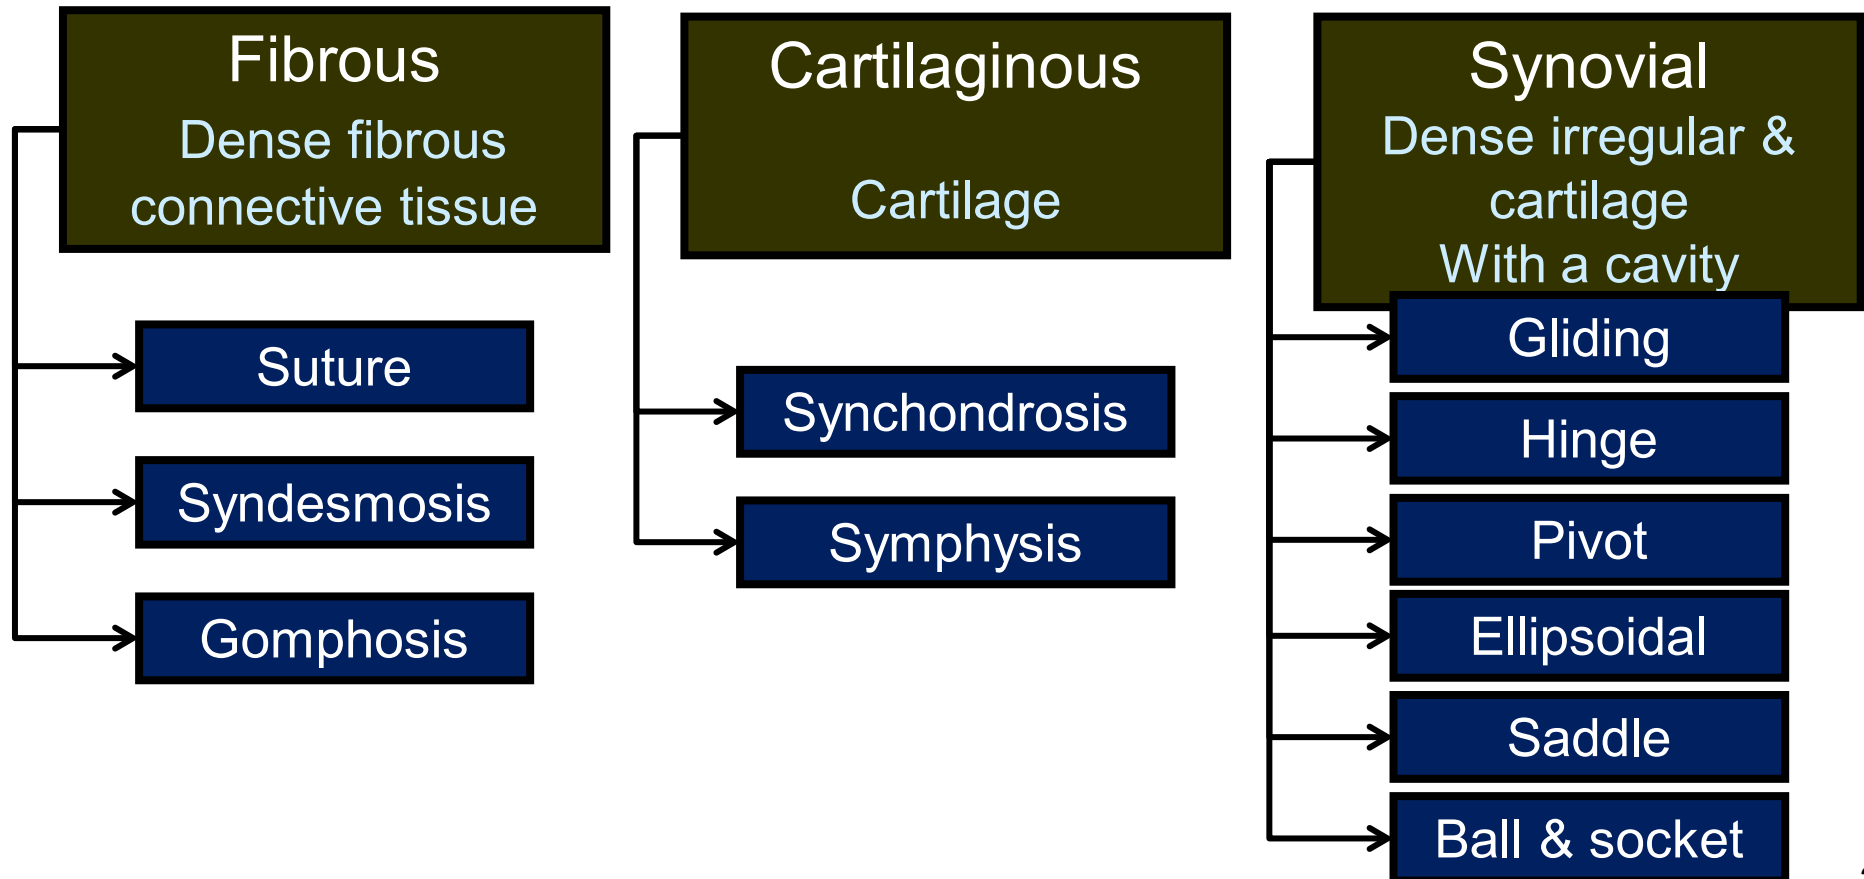 Fibrous
Dense fibrous
connective tissue
Suture
Syndesmosis
Gomphosis
Cartilaginous
Cartilage
Synchondrosis
Symphysis
Synovial
Dense irregular &
cartilage
With a cavity
Gliding
Hinge
Pivot
Ellipsoidal
Saddle
Ball & socket